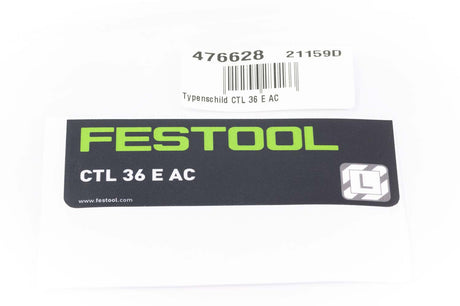 476628 21159D
Typenschild CTL 36 E AC
FESTOOL
CTL 36 E AC
L
www.festool.com